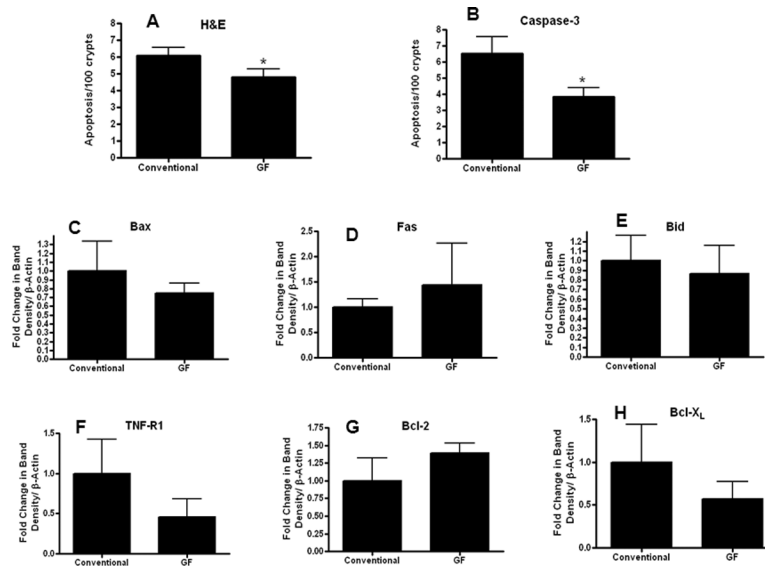 A
H&E
Apoptosis/100 crypts
7
6
5
4
3
2
1
0
*
Conventional
GF
B
Caspase-3
Apoptosis/100 crypts
8
7
6
5
4
3
2
1
0
*
Conventional
GF
C
Bax
Fold Change in Band
Density/ β-Actin
1.3
1.2
1.1
1.0
0.9
0.8
0.7
0.6
0.5
0.4
0.3
0.2
0.1
0.0
Conventional
GF
D
Fas
Fold Change in Band
Density/ β-Actin
2.5
2.0
1.5
1.0
0.5
0.0
Conventional
GF
E
Bid
Fold Change in Band
Density/ β-Actin
1.2
1.1
1.0
0.9
0.8
0.7
0.6
0.5
0.4
0.3
0.2
0.1
0.0
Conventional
GF
F
TNF-R1
Fold Change in Band
Density/ β-Actin
1.5
1.0
0.5
0.0
Conventional
GF
G
Bcl-2
Fold Change in Band
Density/ β-Actin
1.75
1.50
1.25
1.00
0.75
0.50
0.25
0.00
Conventional
GF
H
Bcl-XL
Fold Change in Band
Density/ β-Actin
1.5
1.0
0.5
0.0
Conventional
GF